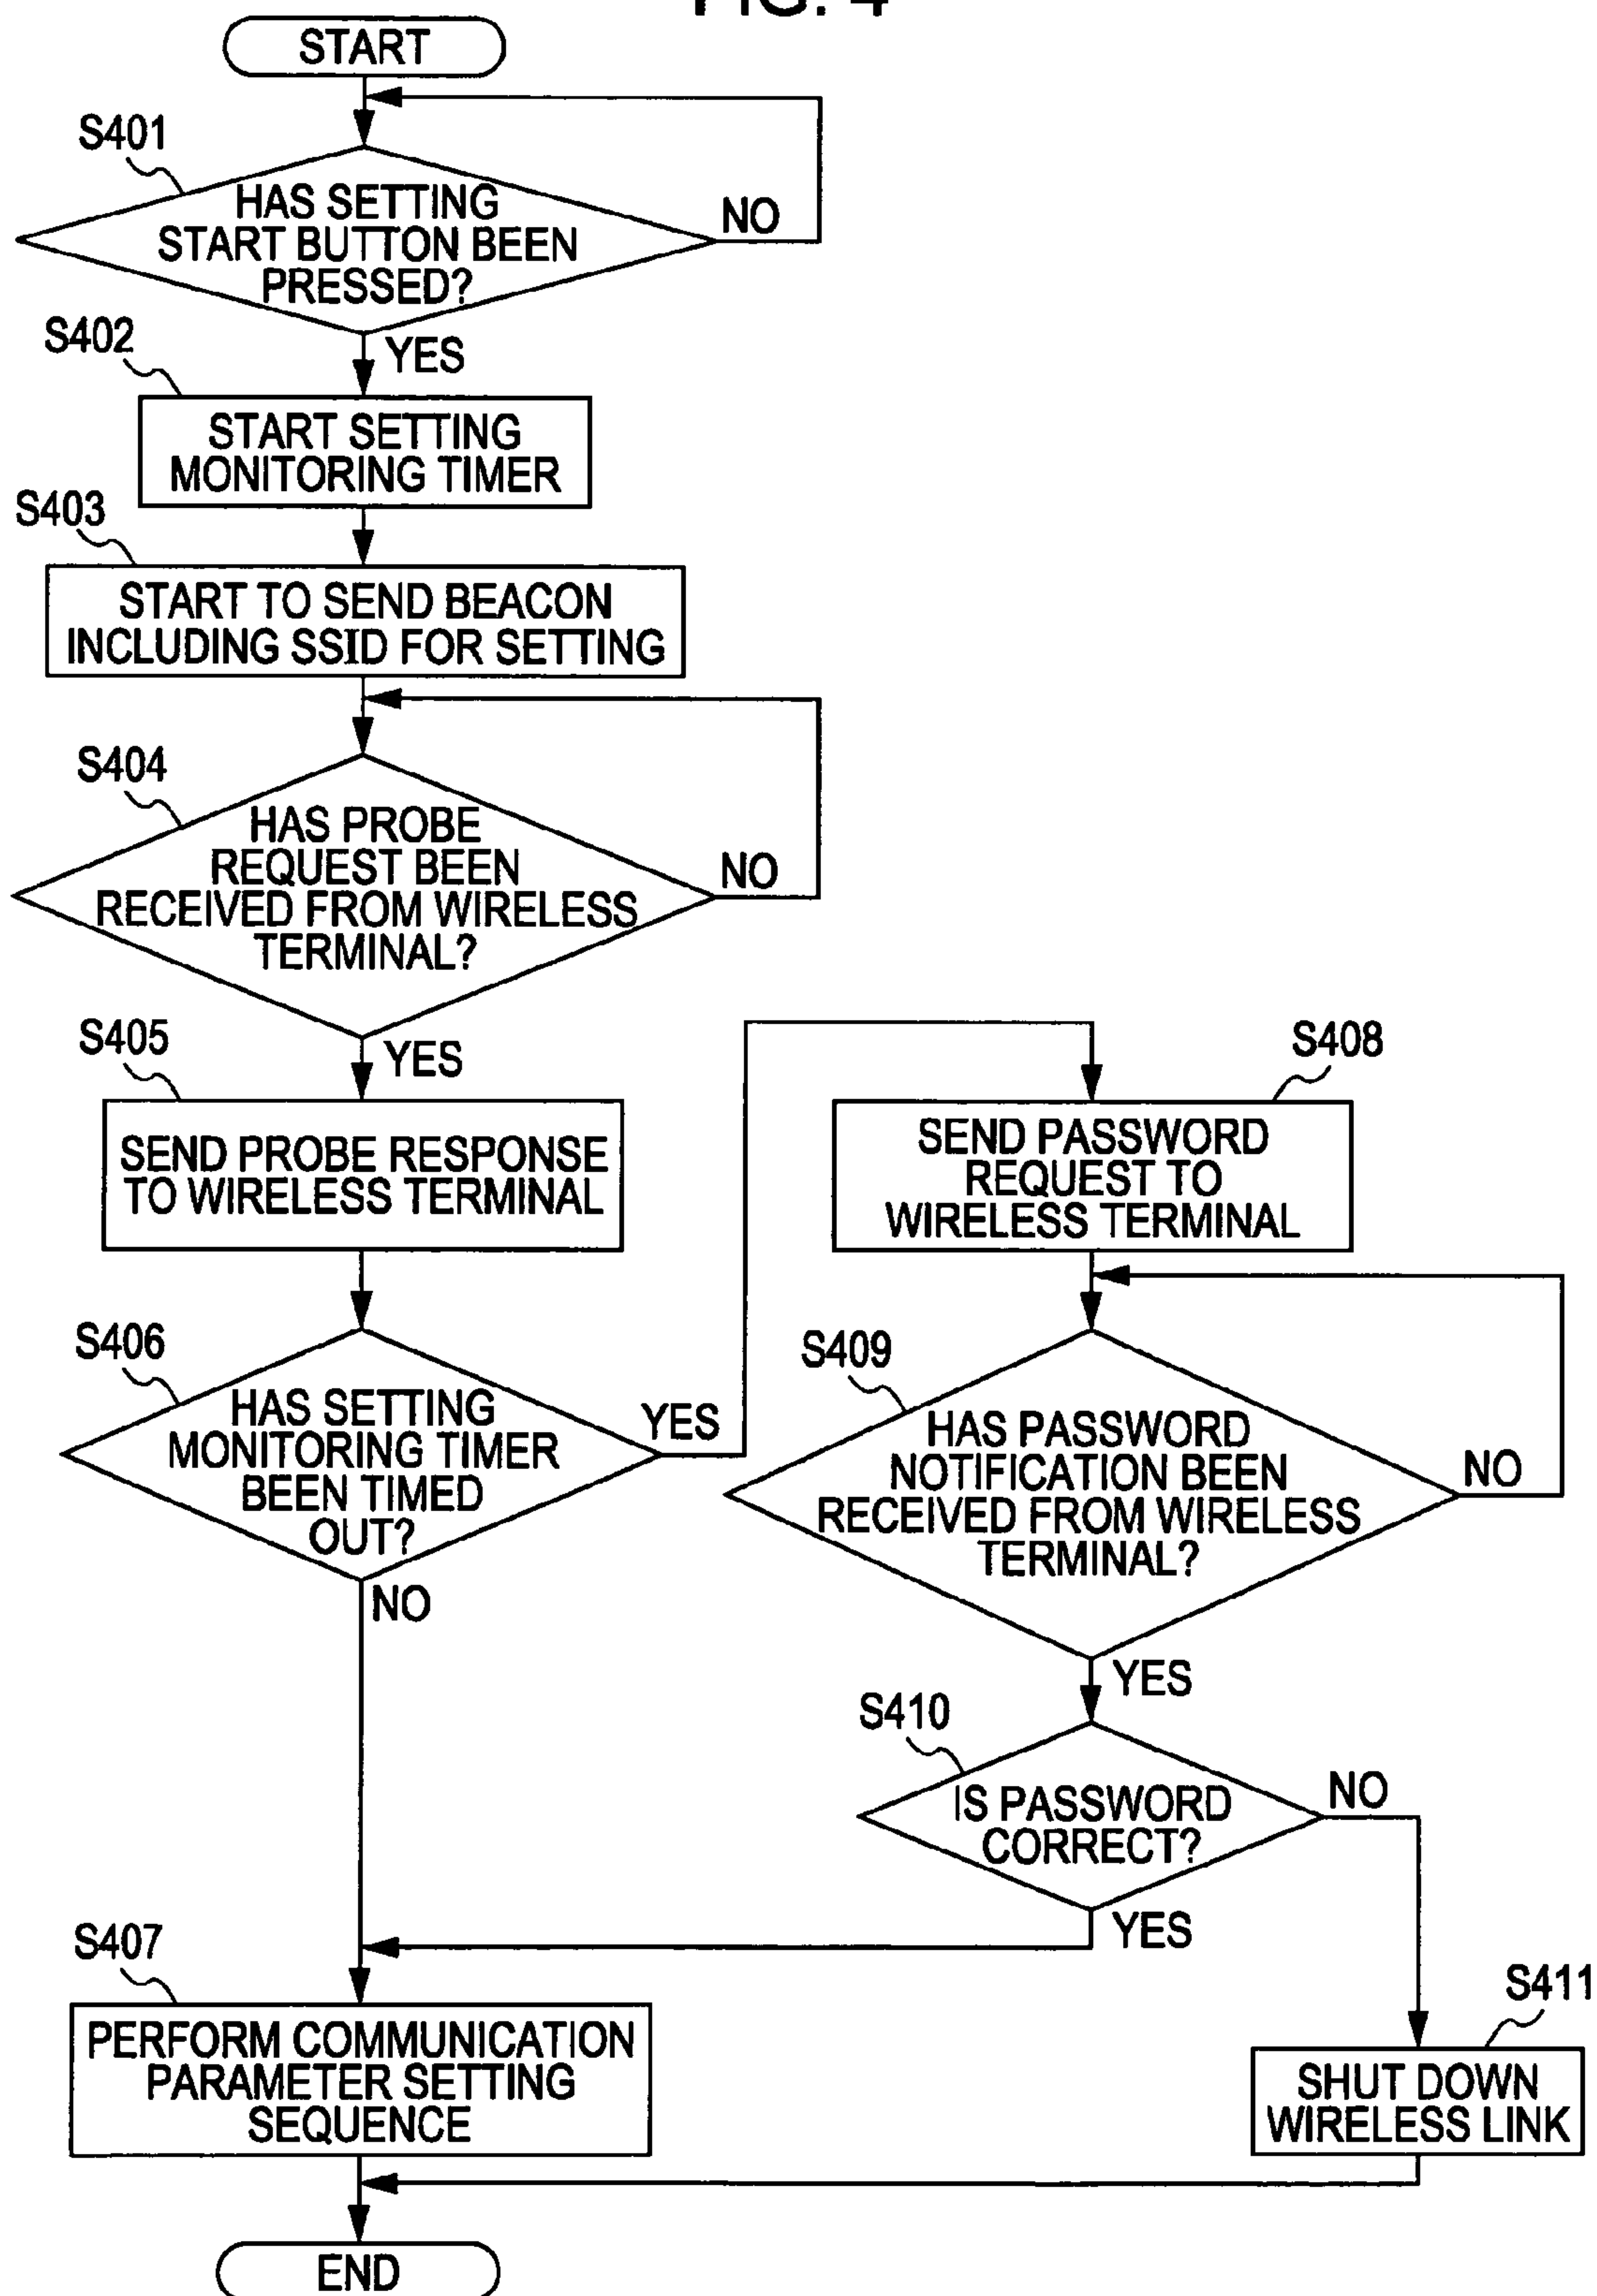 FIG. 4
START
S401
HAS SETTING
START BUTTON BEEN
PRESSED?
NO
YES
S402
START SETTING
MONITORING TIMER
S403
START TO SEND BEACON
INCLUDING SSID FOR SETTING
S404
HAS PROBE
REQUEST BEEN
RECEIVED FROM WIRELESS
TERMINAL?
NO
YES
S405
SEND PROBE RESPONSE
TO WIRELESS TERMINAL
S406
HAS SETTING
MONITORING TIMER
BEEN TIMED
OUT?
YES
NO
S408
SEND PASSWORD
REQUEST TO
WIRELESS TERMINAL
S409
HAS PASSWORD
NOTIFICATION BEEN
RECEIVED FROM WIRELESS
TERMINAL?
NO
YES
S410
IS PASSWORD
CORRECT?
NO
YES
S407
PERFORM COMMUNICATION
PARAMETER SETTING
SEQUENCE
S411
SHUT DOWN
WIRELESS LINK
END